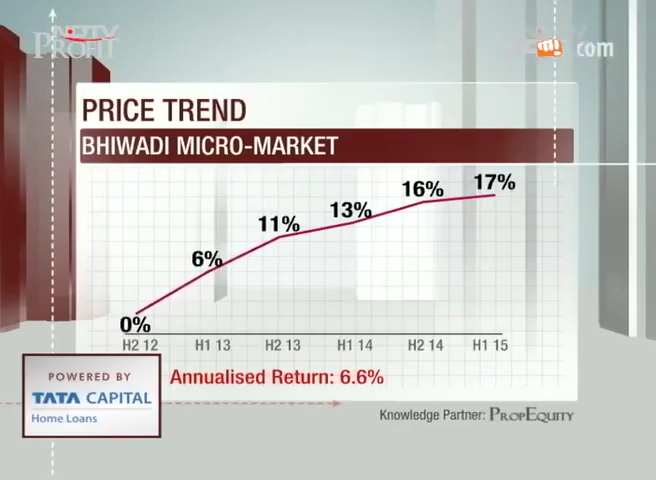 NDTV
PROFIT
.com
PRICE TREND
BHIWADI MICRO-MARKET
0%
6%
11%
13%
16%
17%
H2 12
H1 13
H2 13
H1 14
H2 14
H1 15
Annualised Return: 6.6%
POWERED BY
TATA CAPITAL
Home Loans
Knowledge Partner: PROPEQUITY